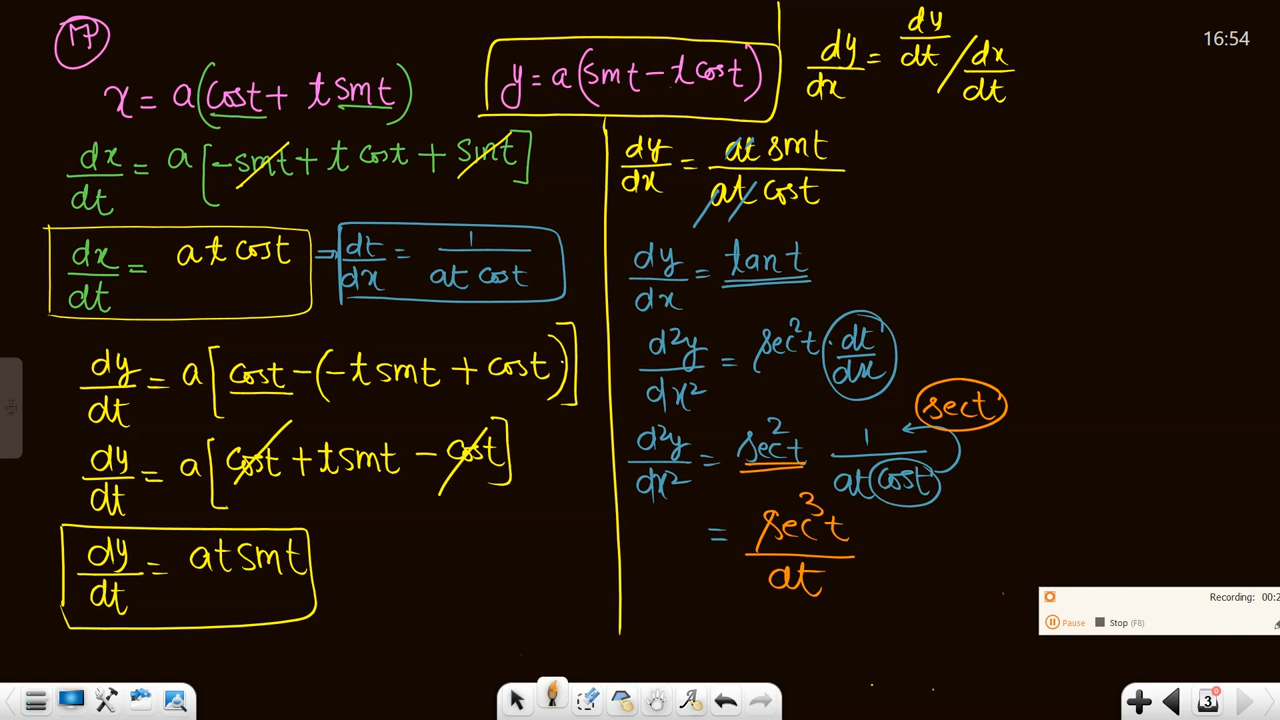 17
x = a(cost + t sint)
dx/dt = a[-sint + t cost + sint]
dx/dt = at cost ⇒ dt/dx = 1/(at cost)
dy/dt = a[cost - (-t sint + cost)]
dy/dt = a[cost + t sint - cost]
dy/dt = at sint
y = a(sint - t cost)
dy/dx = dy/dt / dx/dt
dy/dx = at sint / at cost
dy/dx = tan t
d²y/dx² = sec²t · dt/dx
sect
d²y/dx² = sec²t 1/(at cost)
= sec³t / at
16:54
Recording: 00:2
Pause Stop (F8)
3